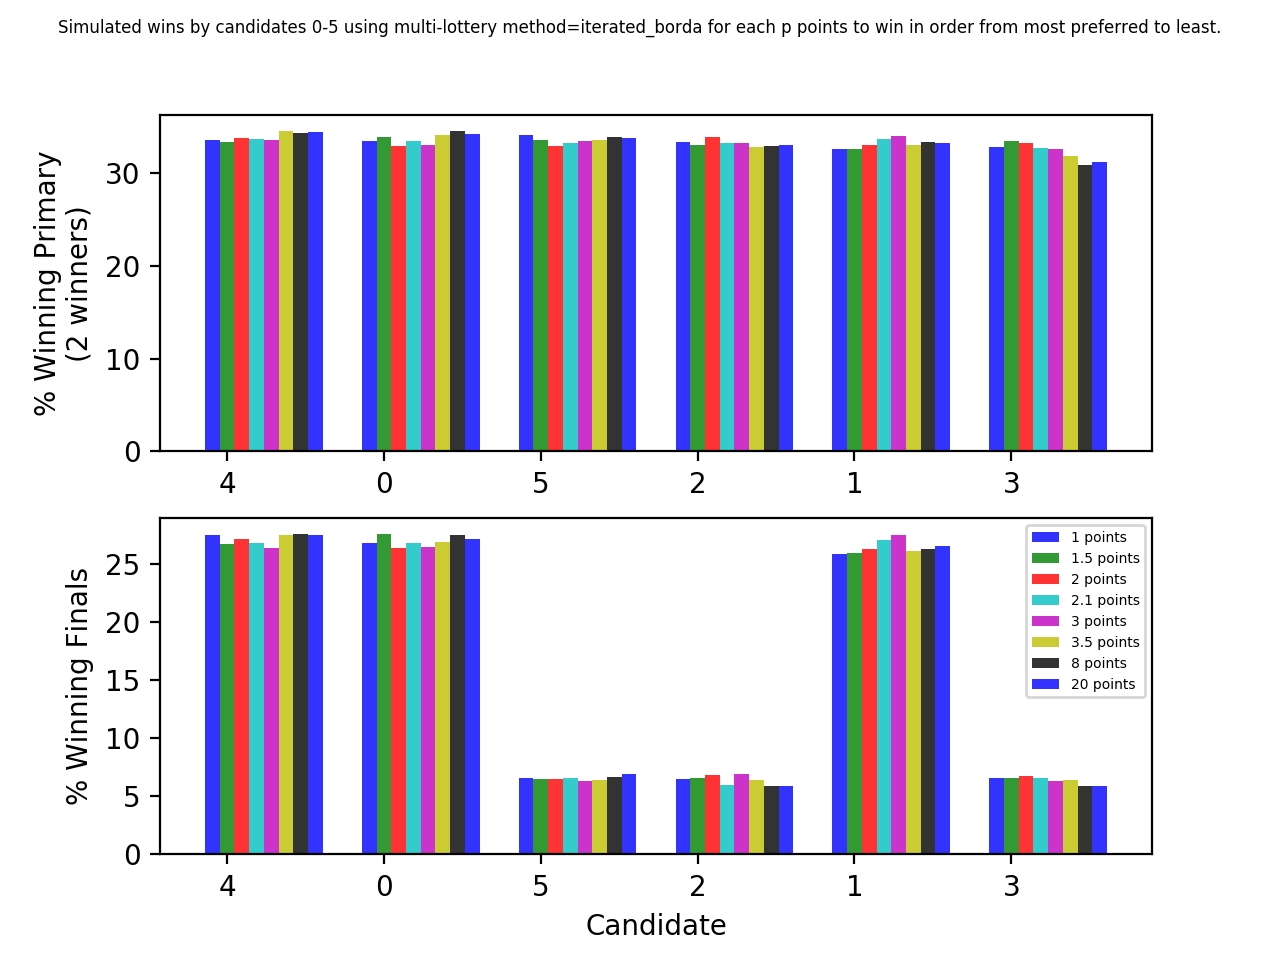 Simulated wins by candidates 0-5 using multi-lottery method=iterated_borda for each p points to win in order from most preferred to least.
% Winning Primary
(2 winners)
30
20
10
0
4 0 5 2 1 3
% Winning Finals
25
20
15
10
5
0
1 points
1.5 points
2 points
2.1 points
3 points
3.5 points
8 points
20 points
4 0 5 2 1 3
Candidate